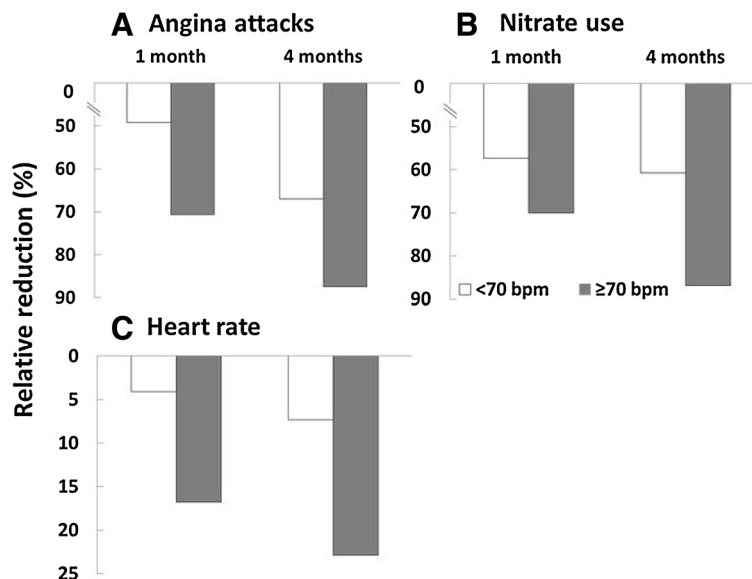 A Angina attacks
1 month
4 months
0
50
60
70
80
90
B Nitrate use
1 month
4 months
0
50
60
70
80
90
<70 bpm
≥70 bpm
C Heart rate
0
5
10
15
20
25
Relative reduction (%)